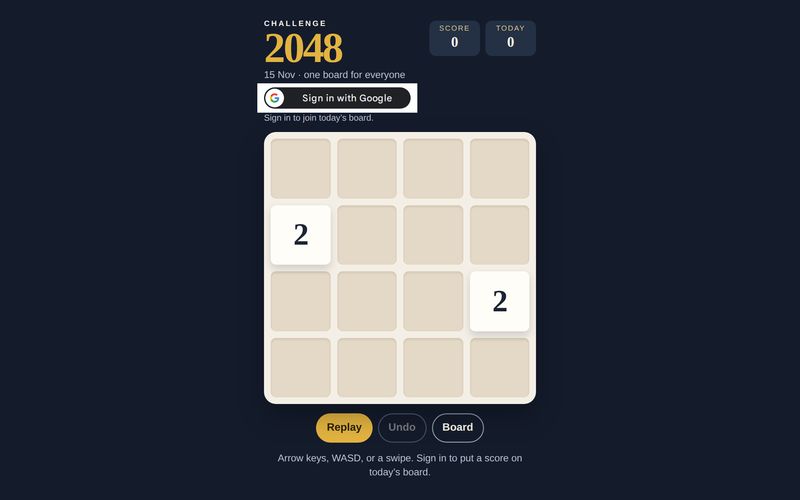 CHALLENGE
2048
15 Nov · one board for everyone
SCORE
0
TODAY
0
Sign in with Google
Sign in to join today's board.
2
2
Replay
Undo
Board
Arrow keys, WASD, or a swipe. Sign in to put a score on
today's board.